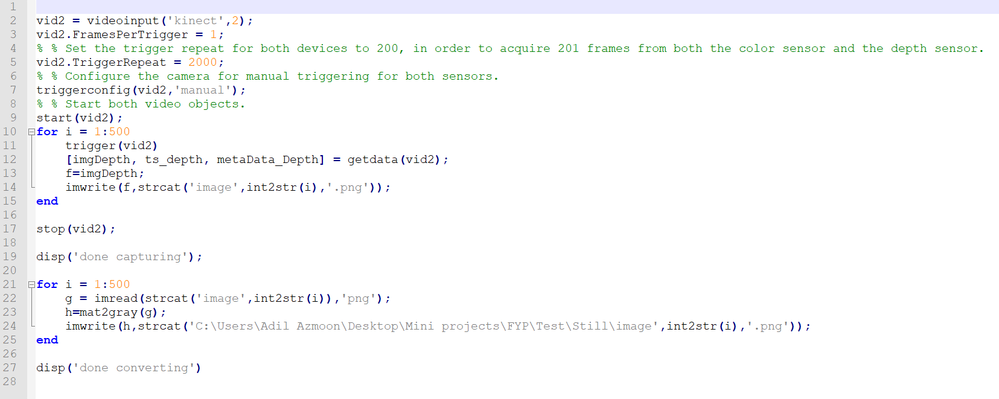 1
2 vid2 = videoinput('kinect',2);
3 vid2.FramesPerTrigger = 1;
4 % % Set the trigger repeat for both devices to 200, in order to acquire 201 frames from both the color sensor and the depth sensor.
5 vid2.TriggerRepeat = 2000;
6 % % Configure the camera for manual triggering for both sensors.
7 triggerconfig(vid2,'manual');
8 % % Start both video objects.
9 start(vid2);
10 for i = 1:500
11 trigger(vid2)
12 [imgDepth, ts_depth, metaData_Depth] = getdata(vid2);
13 f=imgDepth;
14 imwrite(f,strcat('image',int2str(i),'.png'));
15 end
16
17 stop(vid2);
18
19 disp('done capturing');
20
21 for i = 1:500
22 g = imread(strcat('image',int2str(i)),'png');
23 h=mat2gray(g);
24 imwrite(h,strcat('C:\Users\Adil Azmoon\Desktop\Mini projects\FYP\Test\Still\image',int2str(i),'.png'));
25 end
26
27 disp('done converting')
28